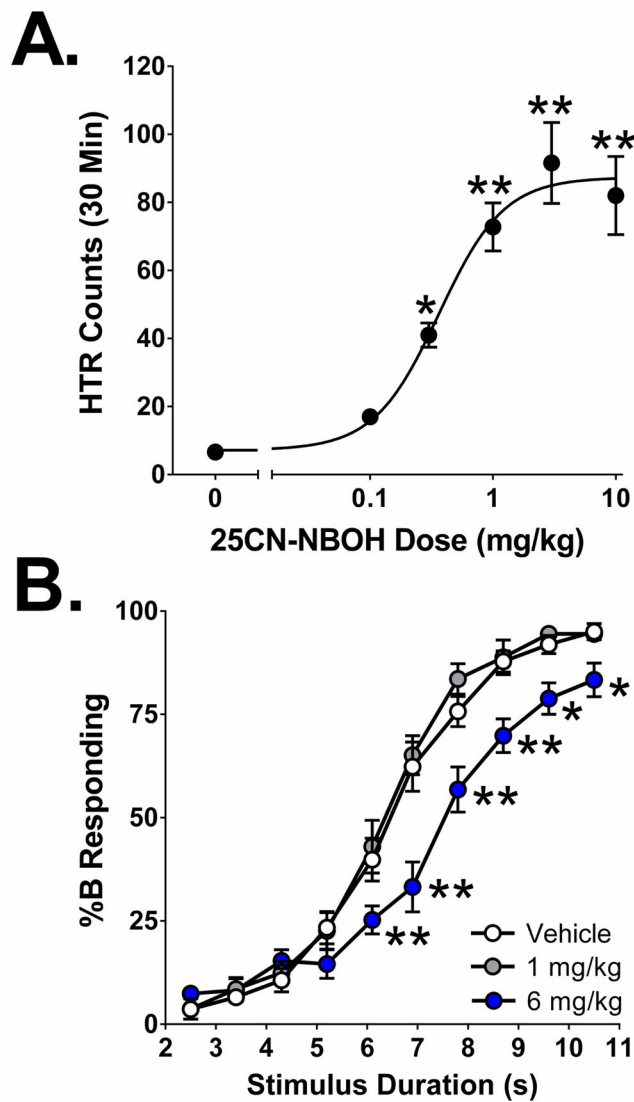 A.
120
100
80
60
40
20
0
HTR Counts (30 Min)
*
**
**
**
0 0.1 1 10
25CN-NBOH Dose (mg/kg)
B.
100
75
50
25
0
%B Responding
**
**
**
**
*
*
Vehicle
1 mg/kg
6 mg/kg
2 3 4 5 6 7 8 9 10 11
Stimulus Duration (s)